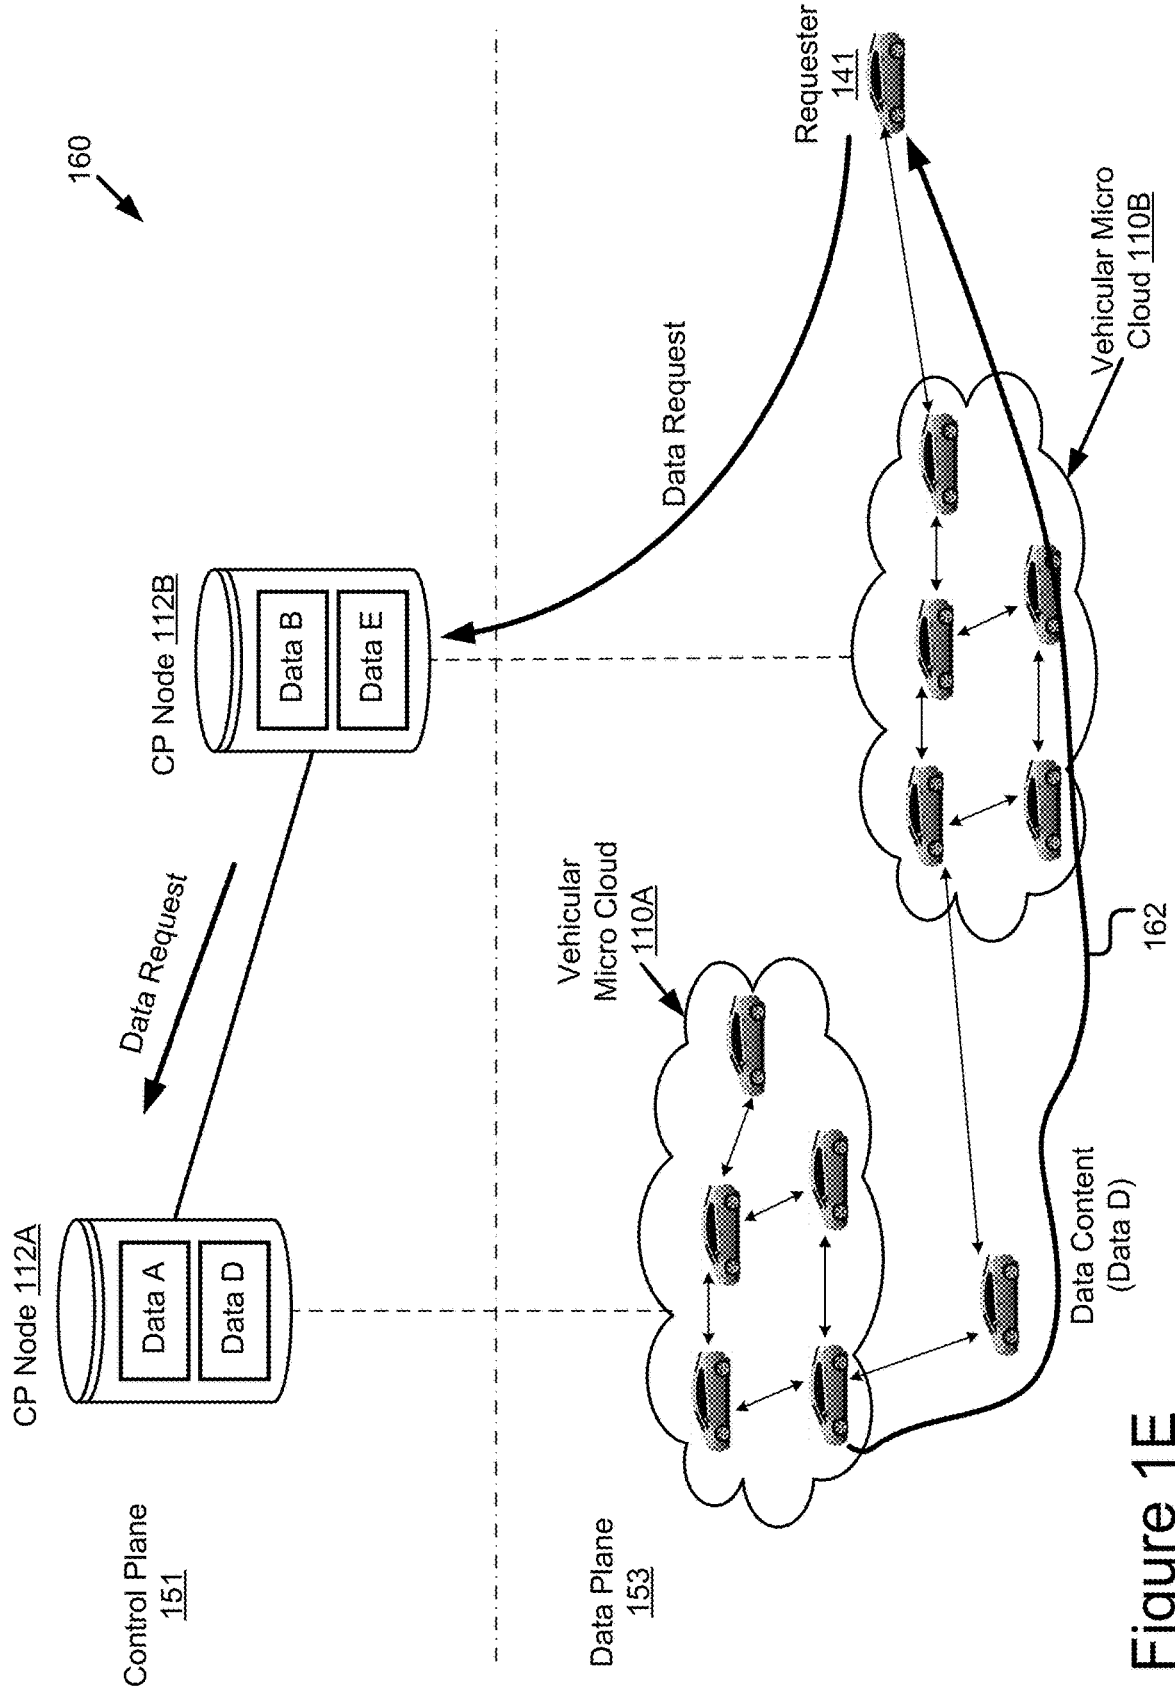 160
Control Plane
151
CP Node 112A
Data A
Data D
Data Request
CP Node 112B
Data B
Data E
Data Request
Data Plane
153
Vehicular
Micro Cloud
110A
Requester
141
Vehicular Micro
Cloud 110B
Data Content
(Data D)
162
Figure 1E